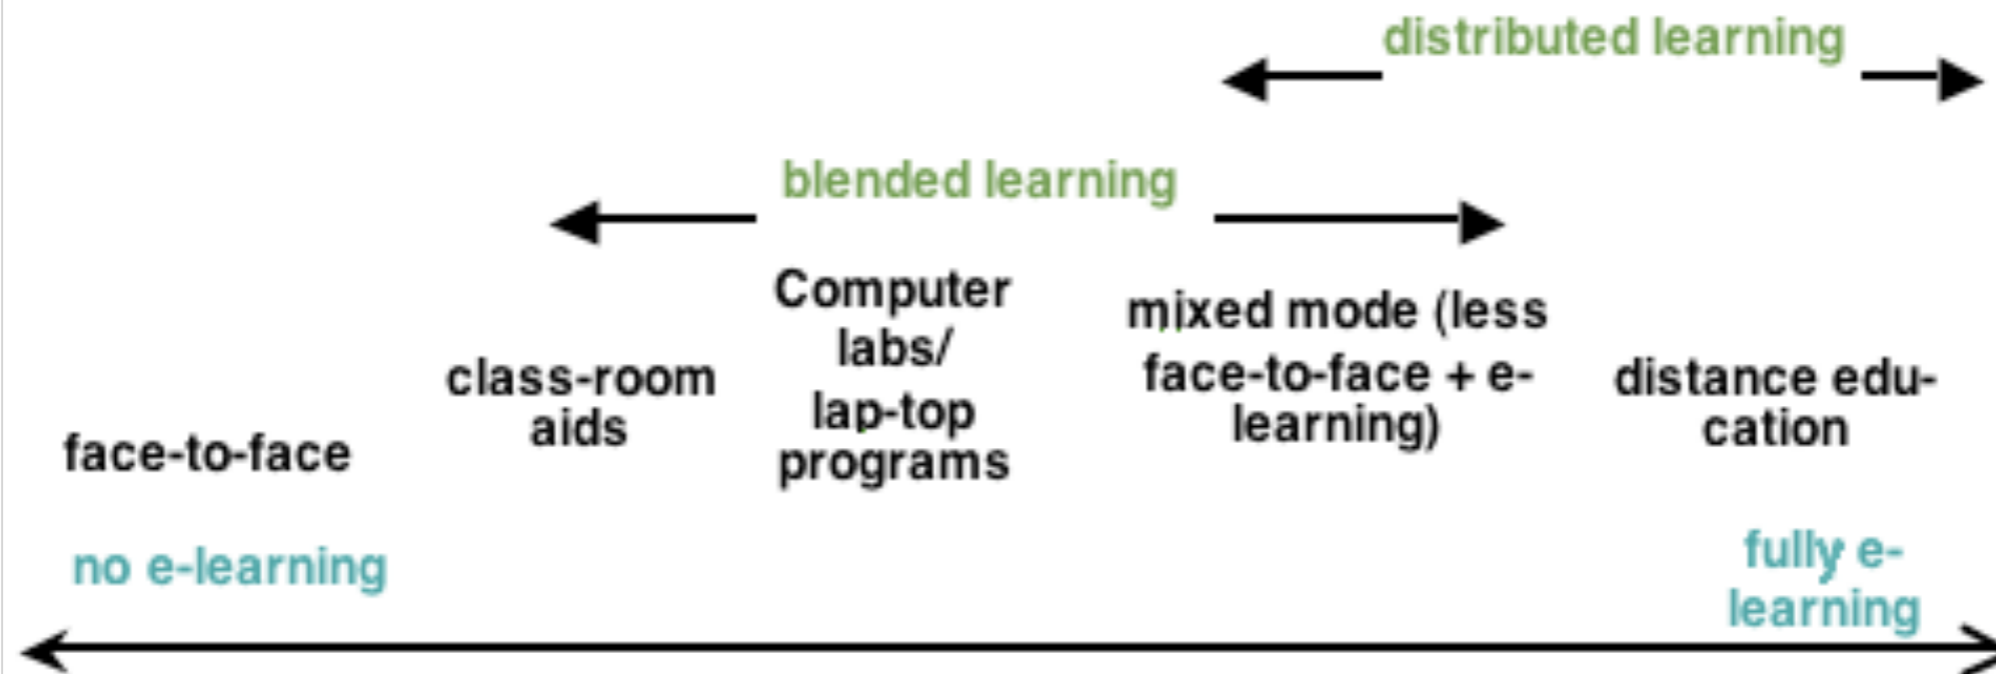 distributed learning
blended learning
face-to-face
class-room
aids
Computer
labs/
lap-top
programs
mixed mode (less
face-to-face + e-
learning)
distance edu-
cation
no e-learning
fully e-
learning